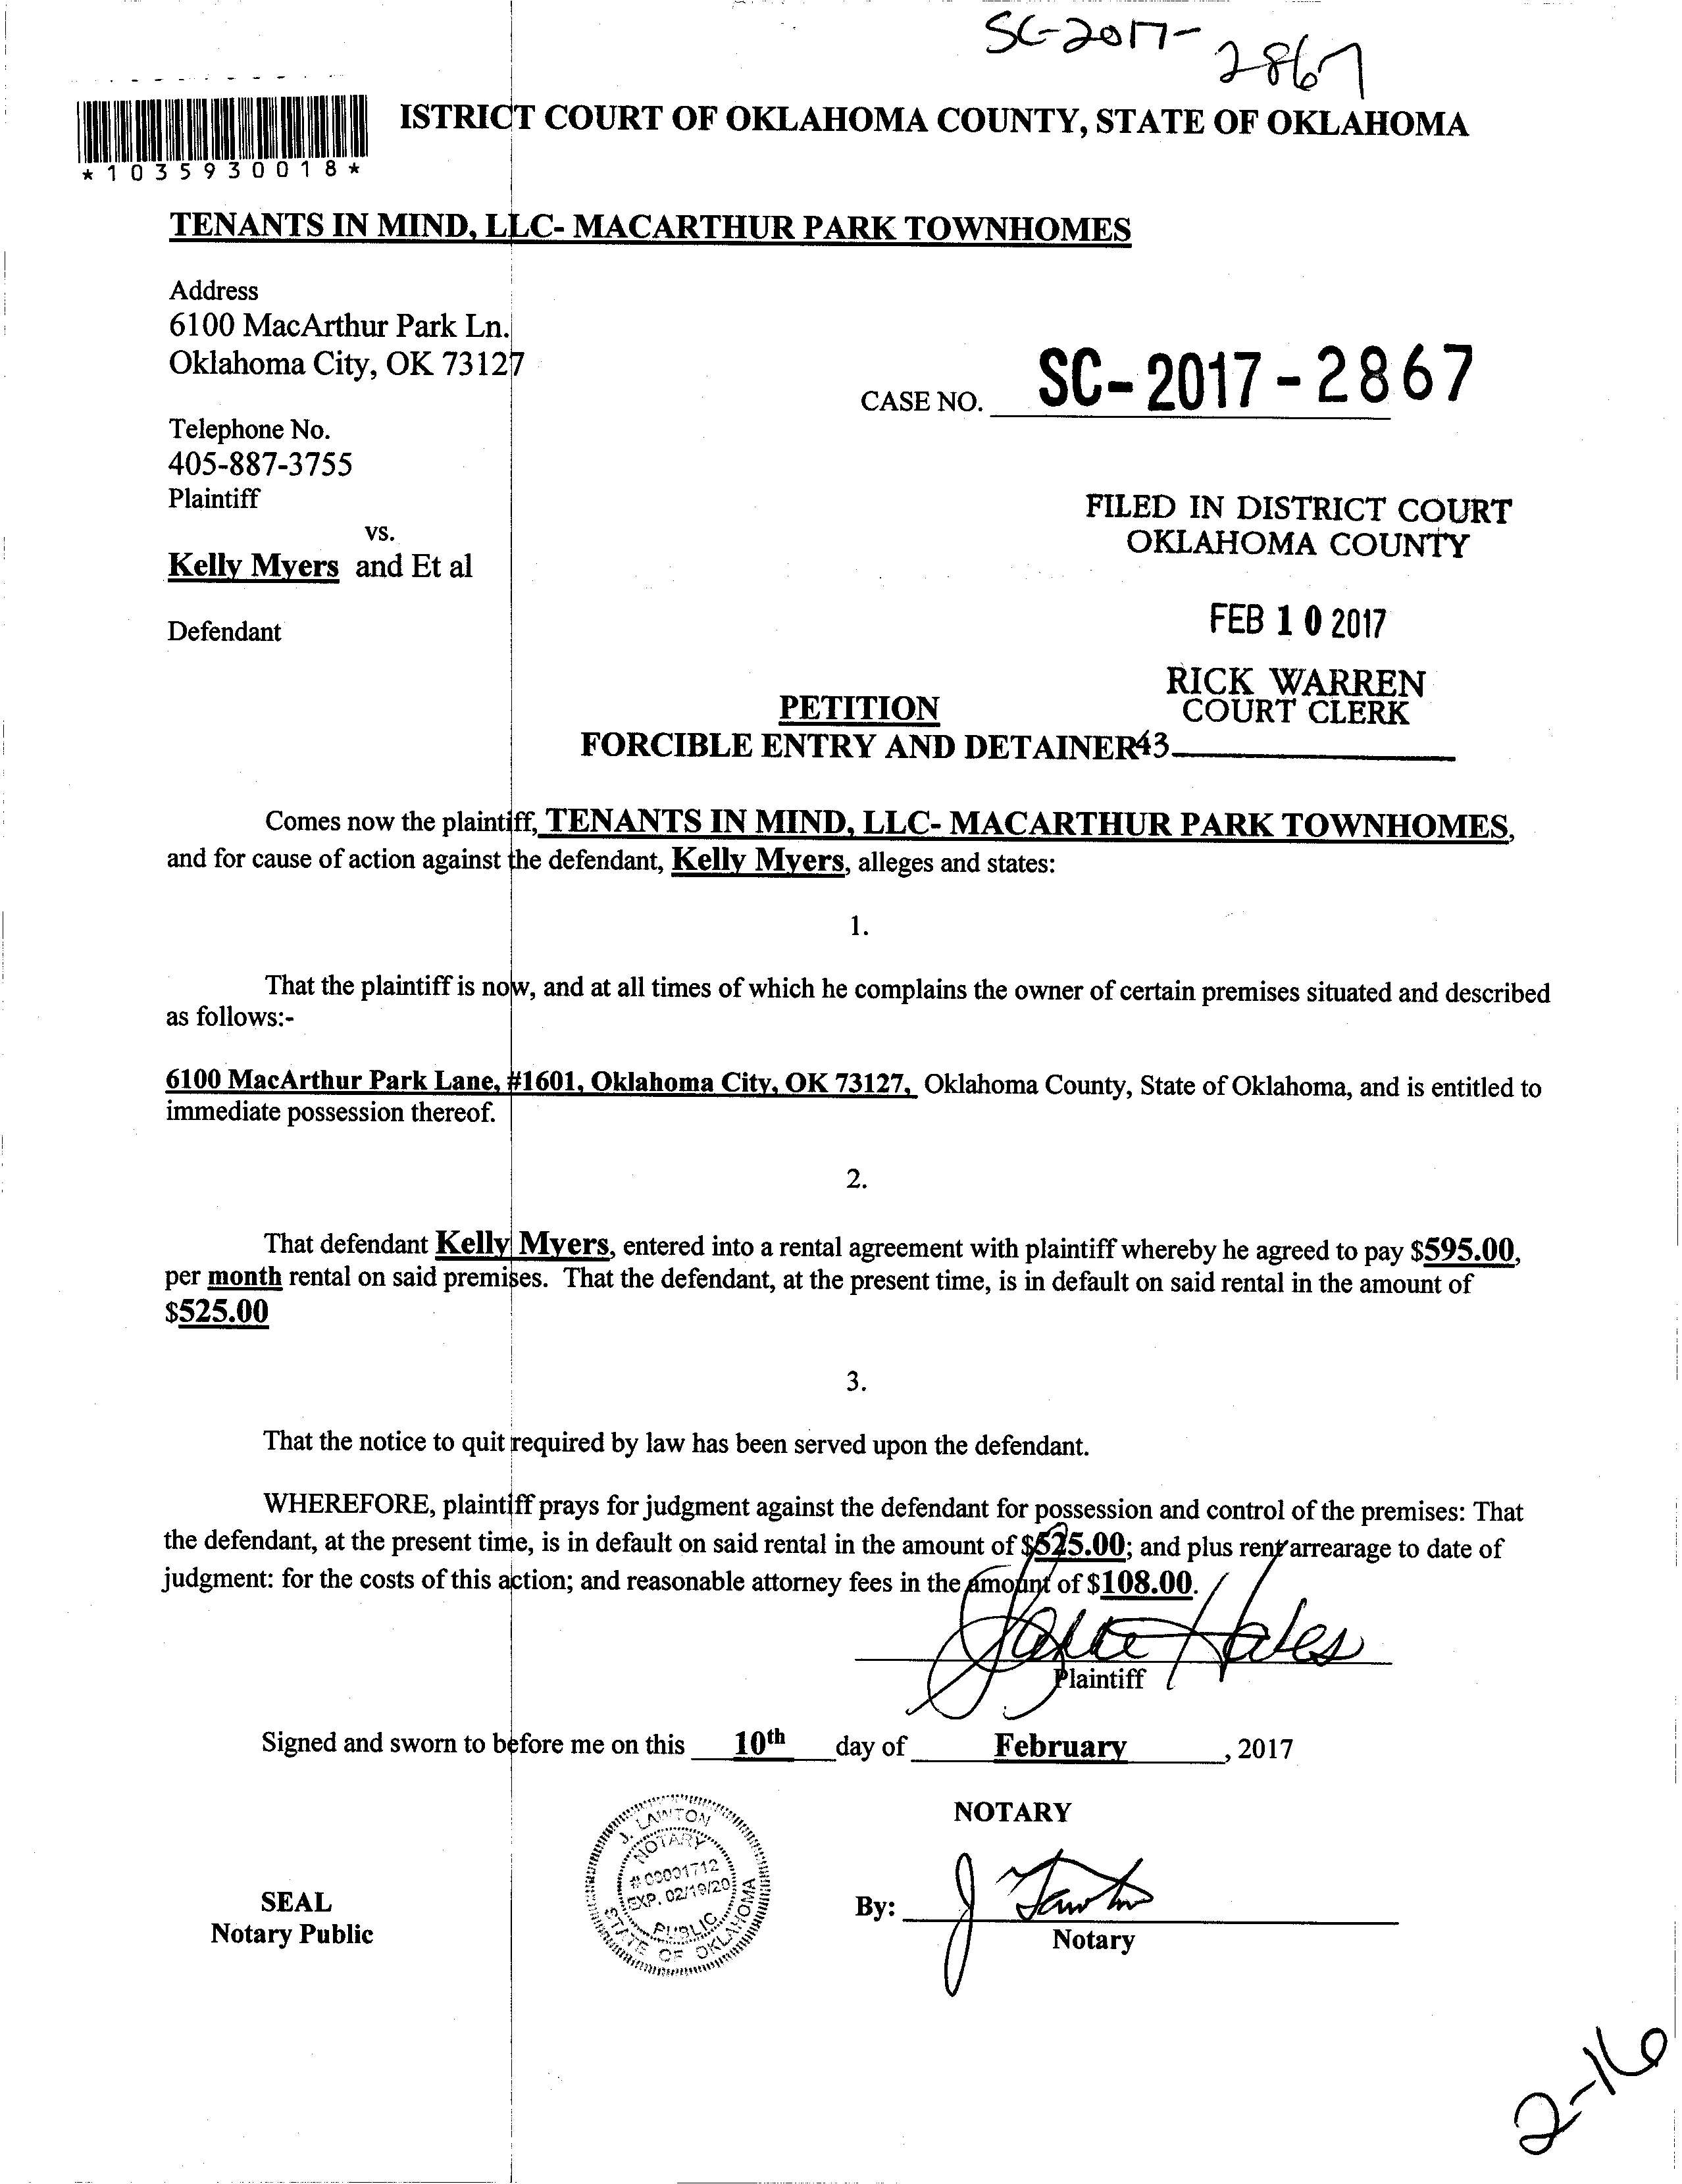 SC-2017-2867
ISTRICT COURT OF OKLAHOMA COUNTY, STATE OF OKLAHOMA
*1035930018*
TENANTS IN MIND, LLC- MACARTHUR PARK TOWNHOMES
Address
6100 MacArthur Park Ln.
Oklahoma City, OK 73127
CASE NO. SC-2017-2867
Telephone No.
405-887-3755
Plaintiff
vs.
Kelly Myers and Et al
Defendant
FILED IN DISTRICT COURT
OKLAHOMA COUNTY
FEB 10 2017
RICK WARREN
COURT CLERK
43
PETITION
FORCIBLE ENTRY AND DETAINER
Comes now the plaintiff, TENANTS IN MIND, LLC- MACARTHUR PARK TOWNHOMES,
and for cause of action against the defendant, Kelly Myers, alleges and states:
1.
That the plaintiff is now, and at all times of which he complains the owner of certain premises situated and described
as follows:-
6100 MacArthur Park Lane, #1601, Oklahoma City, OK 73127, Oklahoma County, State of Oklahoma, and is entitled to
immediate possession thereof.
2.
That defendant Kelly Myers, entered into a rental agreement with plaintiff whereby he agreed to pay $595.00,
per month rental on said premises. That the defendant, at the present time, is in default on said rental in the amount of
$525.00
3.
That the notice to quit required by law has been served upon the defendant.
WHEREFORE, plaintiff prays for judgment against the defendant for possession and control of the premises: That
the defendant, at the present time, is in default on said rental in the amount of $525.00; and plus rent arrearage to date of
judgment: for the costs of this action; and reasonable attorney fees in the amount of $108.00.
Hales
Plaintiff
Signed and sworn to before me on this 10th day of February, 2017
NOTARY
J. LAWTON
NOTARY
# 00001712
EXP. 02/19/20
PUBLIC
STATE OF OKLAHOMA
SEAL
Notary Public
By: J Lawton
Notary
2-16